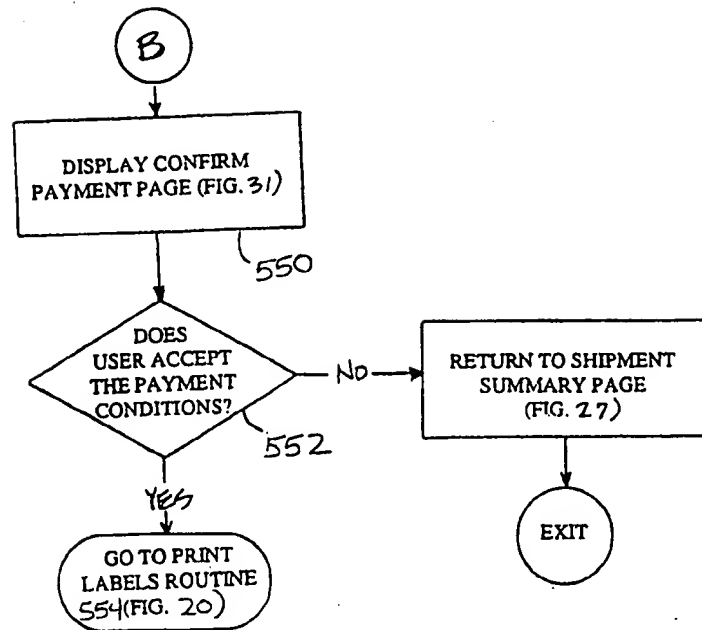 B
DISPLAY CONFIRM
PAYMENT PAGE (FIG. 31)
550
DOES
USER ACCEPT
THE PAYMENT
CONDITIONS?
552
NO
RETURN TO SHIPMENT
SUMMARY PAGE
(FIG. 27)
EXIT
YES
GO TO PRINT
LABELS ROUTINE
554(FIG. 20)